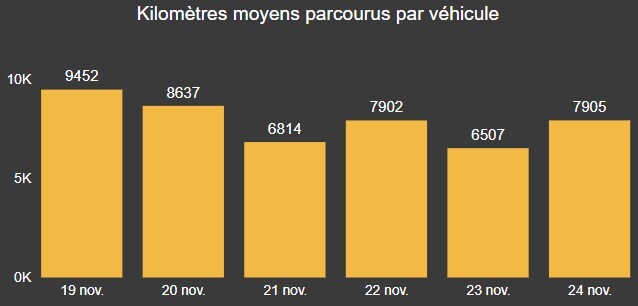 Kilomètres moyens parcourus par véhicule
10K
5K
0K
9452
8637
6814
7902
6507
7905
19 nov.
20 nov.
21 nov.
22 nov.
23 nov.
24 nov.